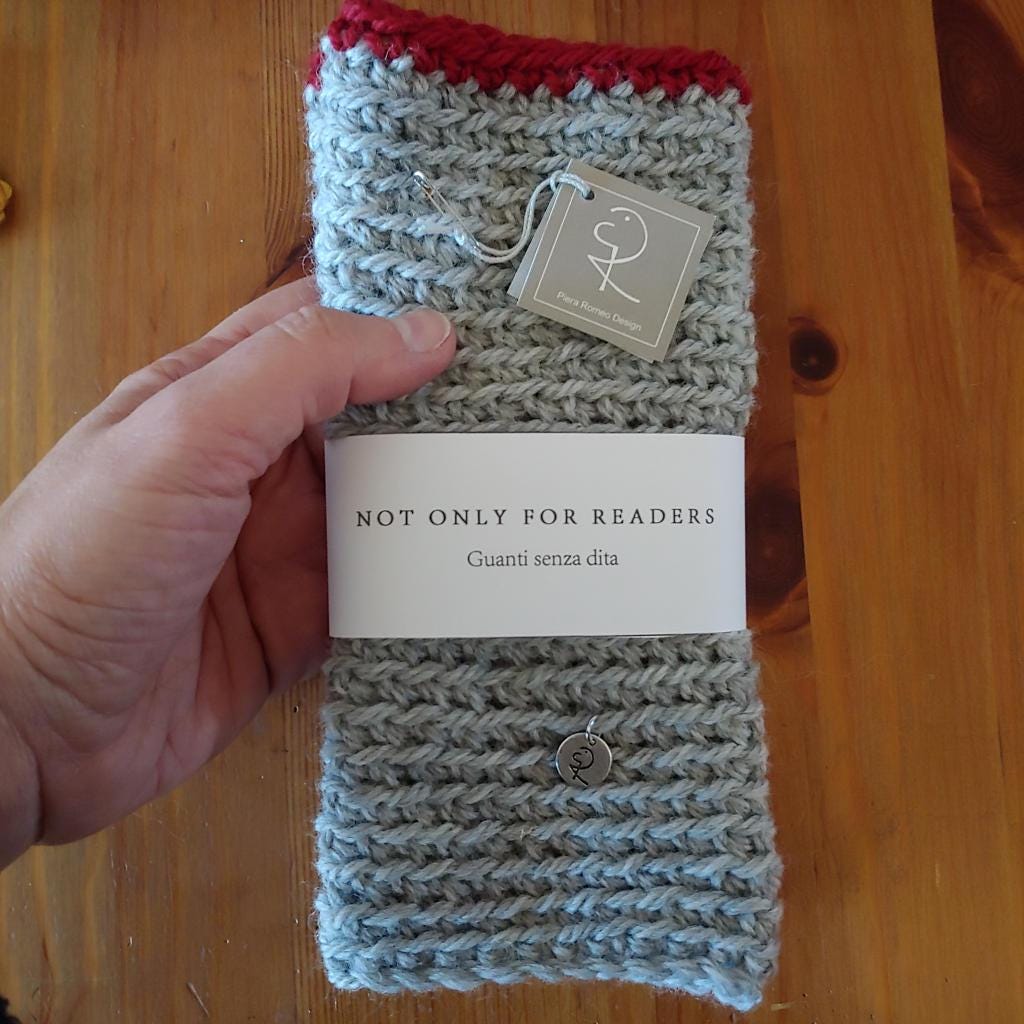 Piera Romeo Design
NOT ONLY FOR READERS
Guanti senza dita